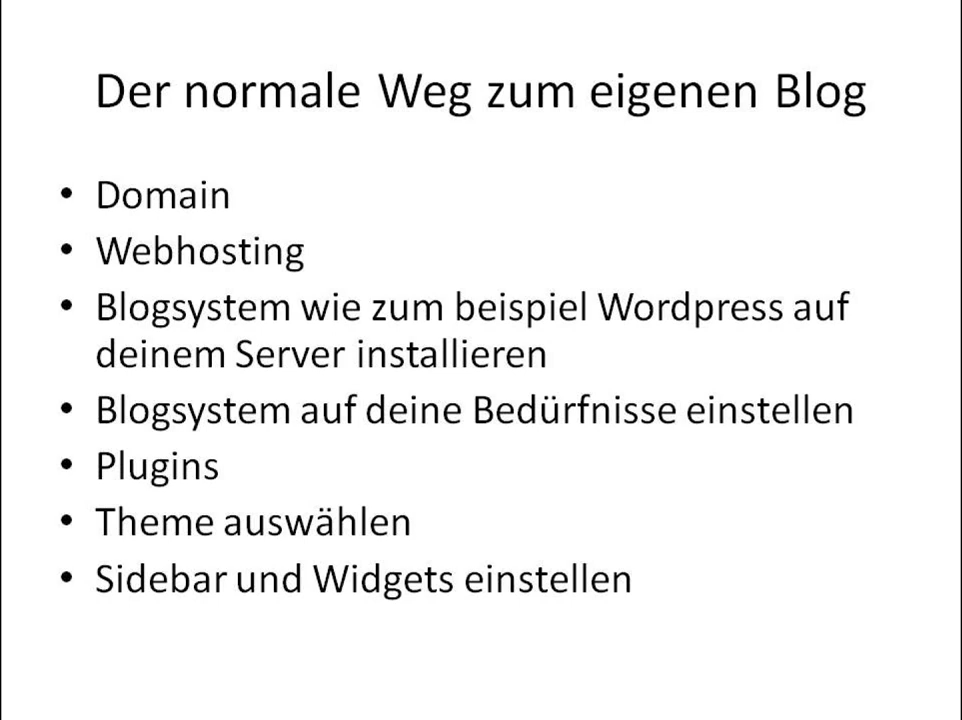 Der normale Weg zum eigenen Blog
• Domain
• Webhosting
• Blogsystem wie zum beispiel Wordpress auf
deinem Server installieren
• Blogsystem auf deine Bedürfnisse einstellen
• Plugins
• Theme auswählen
• Sidebar und Widgets einstellen